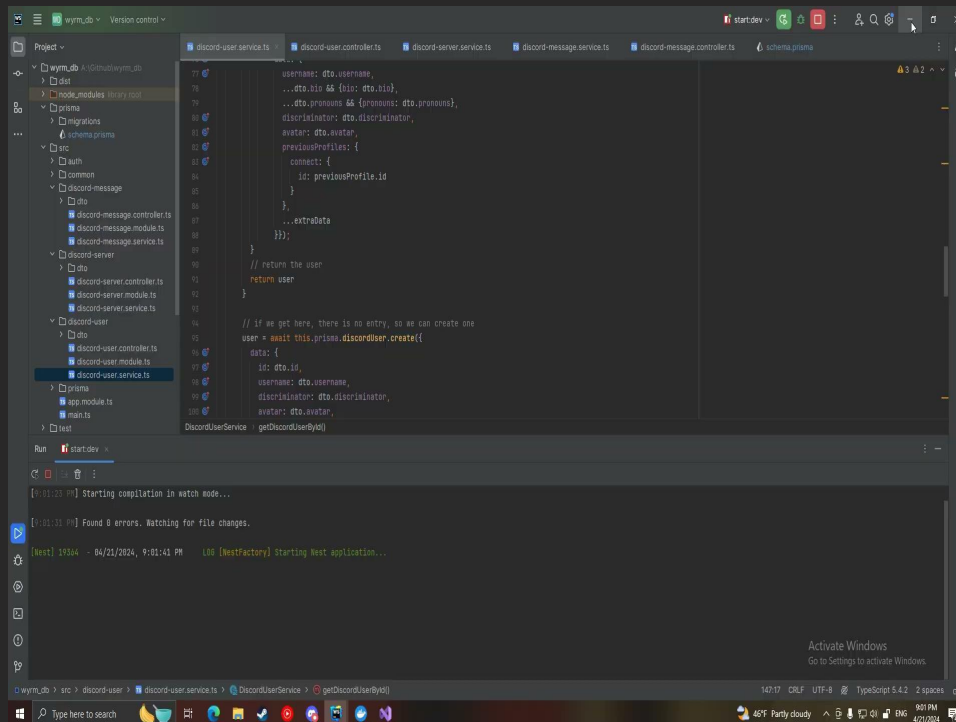 WS wyrm_db Version control start:dev
Project
discord-user.service.ts discord-user.controller.ts discord-server.service.ts discord-message.service.ts discord-message.controller.ts schema.prisma
wyrm_db A:\Github\wyrm_db
dist
node_modules library root
prisma
migrations
schema.prisma
src
auth
common
discord-message
dto
discord-message.controller.ts
discord-message.module.ts
discord-message.service.ts
discord-server
dto
discord-server.controller.ts
discord-server.module.ts
discord-server.service.ts
discord-user
dto
discord-user.controller.ts
discord-user.module.ts
discord-user.service.ts
prisma
app.module.ts
main.ts
test
3 2
77 username: dto.username,
78 ...dto.bio && {bio: dto.bio},
79 ...dto.pronouns && {pronouns: dto.pronouns},
80 discriminator: dto.discriminator,
81 avatar: dto.avatar,
82 previousProfiles: {
83 connect: {
84 id: previousProfile.id
85 }
86 },
87 ...extraData
88 }});
89 }
90 // return the user
91 return user
92 }
93
94 // if we get here, there is no entry, so we can create one
95 user = await this.prisma.discordUser.create({
96 data: {
97 id: dto.id,
98 username: dto.username,
99 discriminator: dto.discriminator,
100 avatar: dto.avatar,
DiscordUserService > getDiscordUserById()
Run start:dev
[9:01:23 PM] Starting compilation in watch mode...
[9:01:31 PM] Found 0 errors. Watching for file changes.
[Nest] 19364 - 04/21/2024, 9:01:41 PM LOG [NestFactory] Starting Nest application...
Activate Windows
Go to Settings to activate Windows.
wyrm_db > src > discord-user > discord-user.service.ts > DiscordUserService > getDiscordUserById() 147:17 CRLF UTF-8 TypeScript 5.4.2 2 spaces
Type here to search 46°F Partly cloudy ENG 9:01 PM
4/21/2024